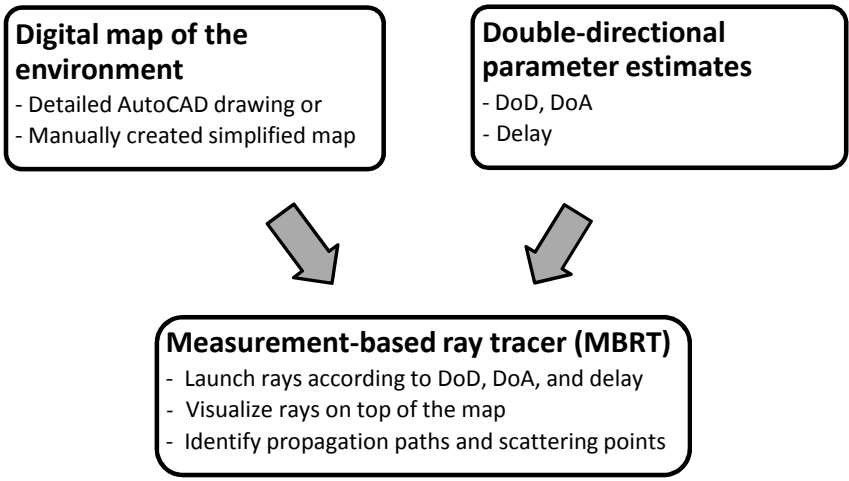 Digital map of the
environment
- Detailed AutoCAD drawing or
- Manually created simplified map
Double-directional
parameter estimates
- DoD, DoA
- Delay
Measurement-based ray tracer (MBRT)
- Launch rays according to DoD, DoA, and delay
- Visualize rays on top of the map
- Identify propagation paths and scattering points